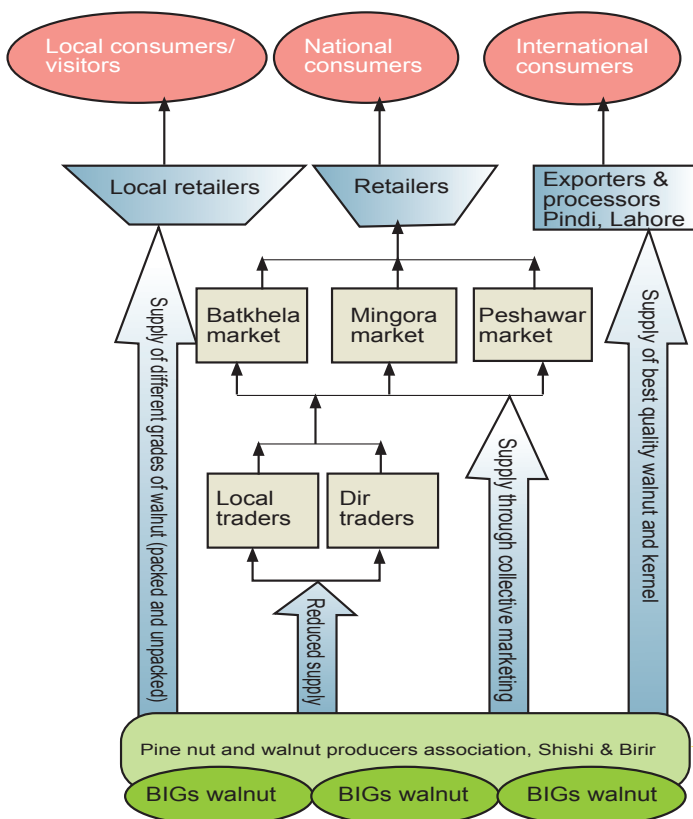 Local consumers/
visitors
National
consumers
International
consumers
Local retailers
Retailers
Exporters &
processors
Pindi, Lahore
Batkhela
market
Mingora
market
Peshawar
market
Supply of different grades of walnut (packed and unpacked)
Supply through collective marketing
Supply of best quality walnut and kernel
Local
traders
Dir
traders
Reduced supply
Pine nut and walnut producers association, Shishi & Birir
BIGs walnut
BIGs walnut
BIGs walnut